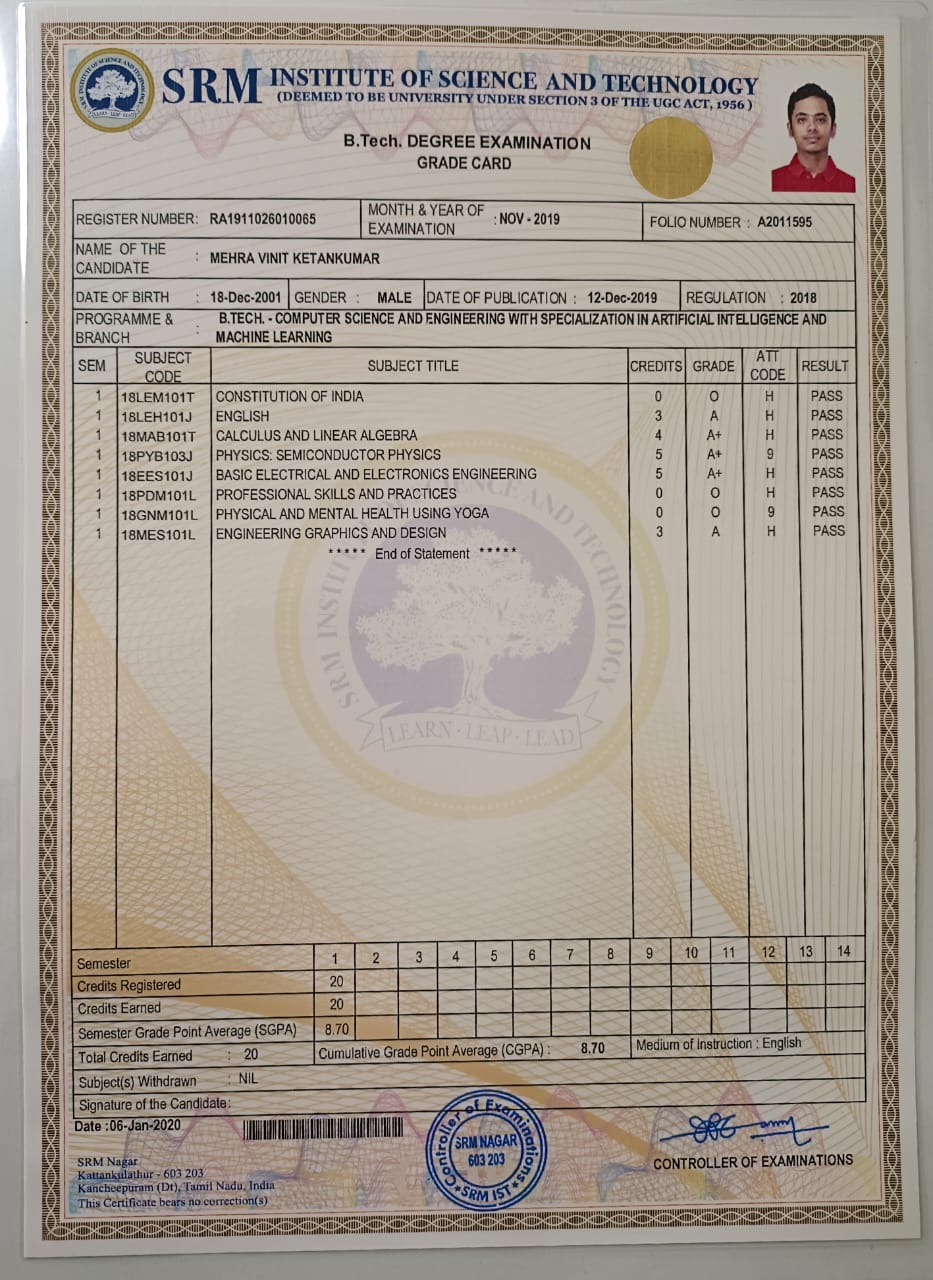 SRM INSTITUTE OF SCIENCE AND TECHNOLOGY
(DEEMED TO BE UNIVERSITY UNDER SECTION 3 OF THE UGC ACT, 1956 )
B.Tech. DEGREE EXAMINATION
GRADE CARD
REGISTER NUMBER: RA1911026010065 MONTH & YEAR OF EXAMINATION : NOV - 2019 FOLIO NUMBER : A2011595
NAME OF THE CANDIDATE : MEHRA VINIT KETANKUMAR
DATE OF BIRTH : 18-Dec-2001 GENDER : MALE DATE OF PUBLICATION : 12-Dec-2019 REGULATION : 2018
PROGRAMME & BRANCH : B.TECH. - COMPUTER SCIENCE AND ENGINEERING WITH SPECIALIZATION IN ARTIFICIAL INTELLIGENCE AND
MACHINE LEARNING
SEM SUBJECT CODE SUBJECT TITLE CREDITS GRADE ATT CODE RESULT
1 18LEM101T CONSTITUTION OF INDIA 0 O H PASS
1 18LEH101J ENGLISH 3 A H PASS
1 18MAB101T CALCULUS AND LINEAR ALGEBRA 4 A+ H PASS
1 18PYB103J PHYSICS: SEMICONDUCTOR PHYSICS 5 A+ 9 PASS
1 18EES101J BASIC ELECTRICAL AND ELECTRONICS ENGINEERING 5 A+ H PASS
1 18PDM101L PROFESSIONAL SKILLS AND PRACTICES 0 O H PASS
1 18GNM101L PHYSICAL AND MENTAL HEALTH USING YOGA 0 O 9 PASS
1 18MES101L ENGINEERING GRAPHICS AND DESIGN 3 A H PASS
***** End of Statement *****
SRM INSTITUTE OF SCIENCE AND TECHNOLOGY
LEARN · LEAP · LEAD
Semester 1 2 3 4 5 6 7 8 9 10 11 12 13 14
Credits Registered 20
Credits Earned 20
Semester Grade Point Average (SGPA) 8.70
Total Credits Earned : 20 Cumulative Grade Point Average (CGPA) : 8.70 Medium of Instruction : English
Subject(s) Withdrawn : NIL
Signature of the Candidate:
Date :06-Jan-2020
Controller of Examinations
SRM NAGAR
603 203
★ SRM IST ★
CONTROLLER OF EXAMINATIONS
SRM Nagar
Kattankulathur - 603 203
Kancheepuram (Dt), Tamil Nadu, India
This Certificate bears no correction(s)